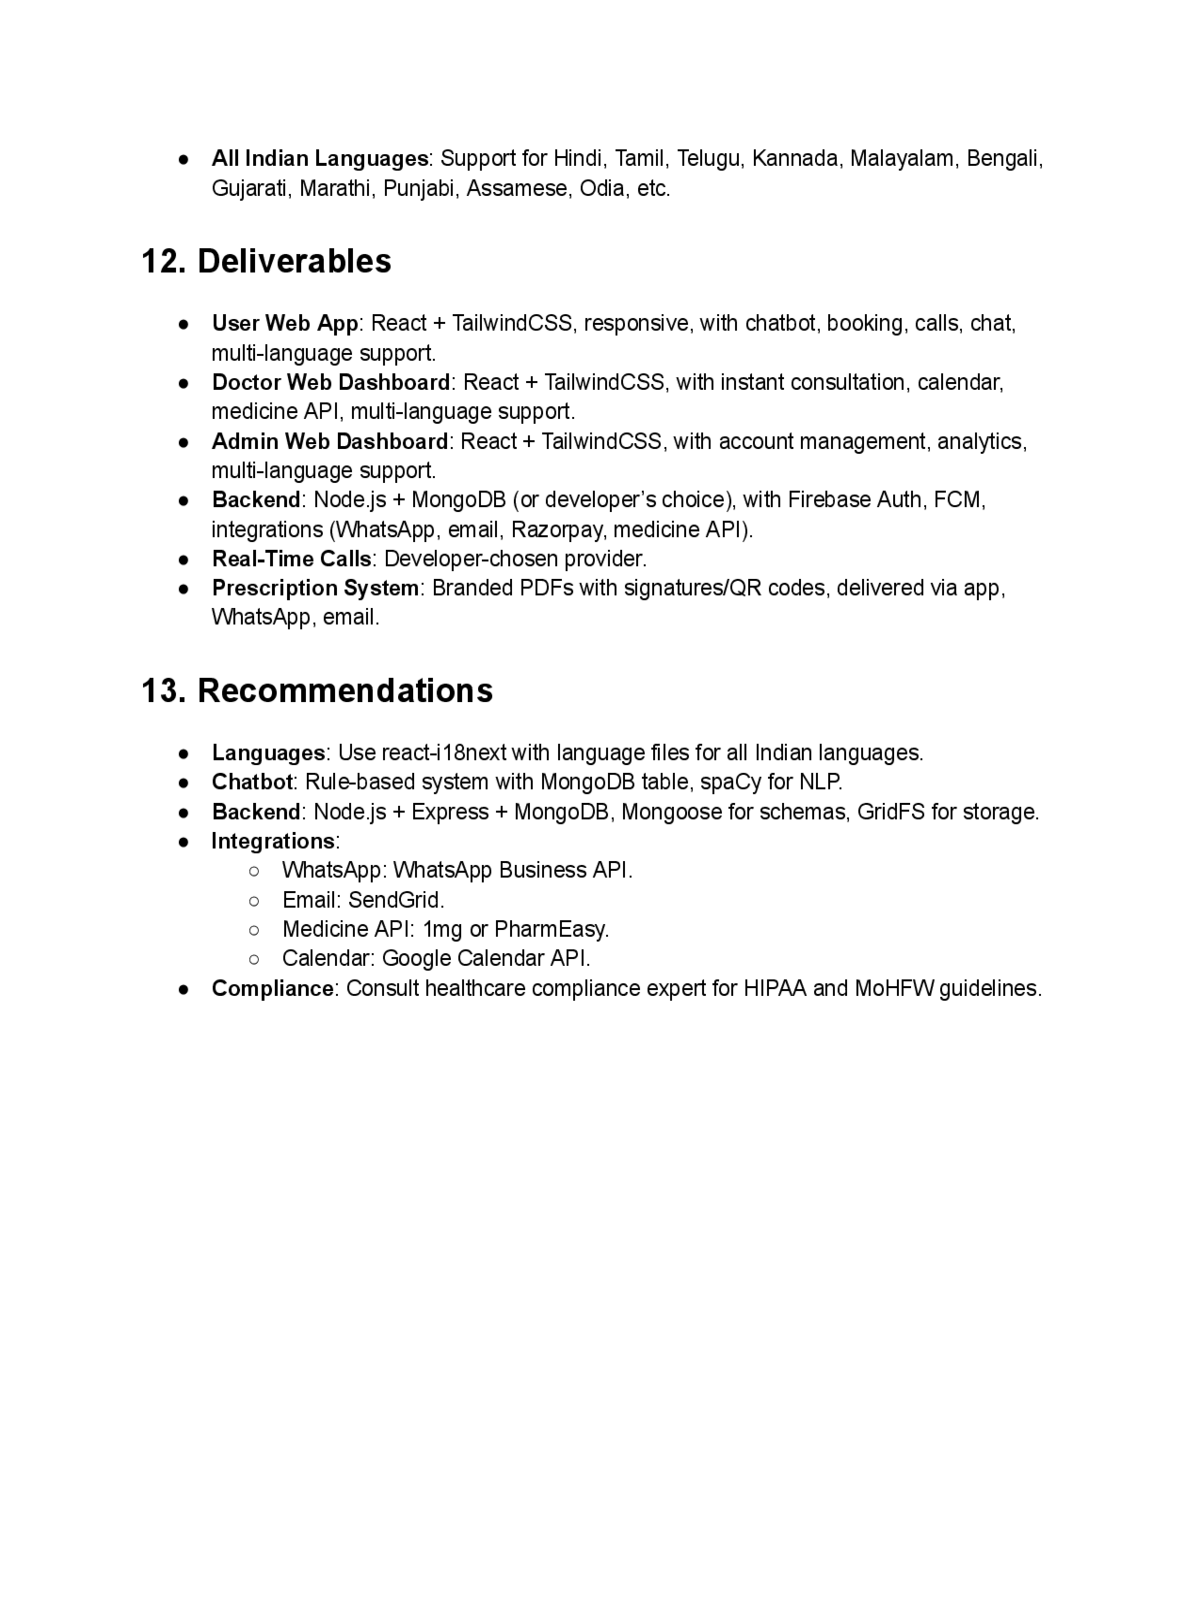 ● All Indian Languages: Support for Hindi, Tamil, Telugu, Kannada, Malayalam, Bengali,
Gujarati, Marathi, Punjabi, Assamese, Odia, etc.
12. Deliverables
● User Web App: React + TailwindCSS, responsive, with chatbot, booking, calls, chat,
multi-language support.
● Doctor Web Dashboard: React + TailwindCSS, with instant consultation, calendar,
medicine API, multi-language support.
● Admin Web Dashboard: React + TailwindCSS, with account management, analytics,
multi-language support.
● Backend: Node.js + MongoDB (or developer’s choice), with Firebase Auth, FCM,
integrations (WhatsApp, email, Razorpay, medicine API).
● Real-Time Calls: Developer-chosen provider.
● Prescription System: Branded PDFs with signatures/QR codes, delivered via app,
WhatsApp, email.
13. Recommendations
● Languages: Use react-i18next with language files for all Indian languages.
● Chatbot: Rule-based system with MongoDB table, spaCy for NLP.
● Backend: Node.js + Express + MongoDB, Mongoose for schemas, GridFS for storage.
● Integrations:
○ WhatsApp: WhatsApp Business API.
○ Email: SendGrid.
○ Medicine API: 1mg or PharmEasy.
○ Calendar: Google Calendar API.
● Compliance: Consult healthcare compliance expert for HIPAA and MoHFW guidelines.